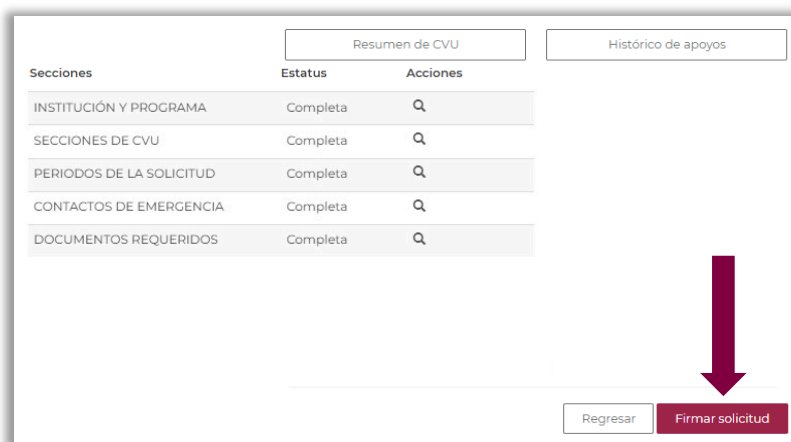 Resumen de CVU Histórico de apoyos
Secciones Estatus Acciones
INSTITUCIÓN Y PROGRAMA Completa
SECCIONES DE CVU Completa
PERIODOS DE LA SOLICITUD Completa
CONTACTOS DE EMERGENCIA Completa
DOCUMENTOS REQUERIDOS Completa
Regresar Firmar solicitud